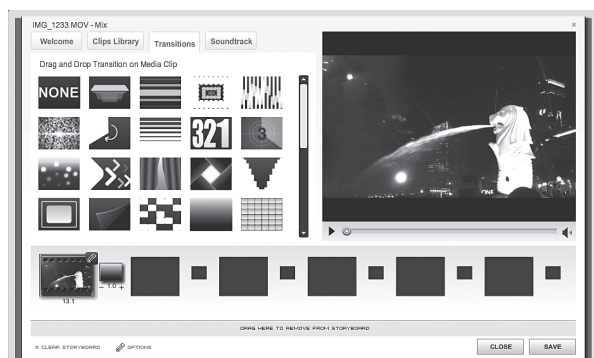 IMG_1233.MOV - Mix
×
Welcome
Clips Library
Transitions
Soundtrack
Drag and Drop Transition on Media Clip
NONE
321
3
13.1
- 1.0 +
DRAG HERE TO REMOVE FROM STORYBOARD
× CLEAR STORYBOARD
OPTIONS
CLOSE
SAVE